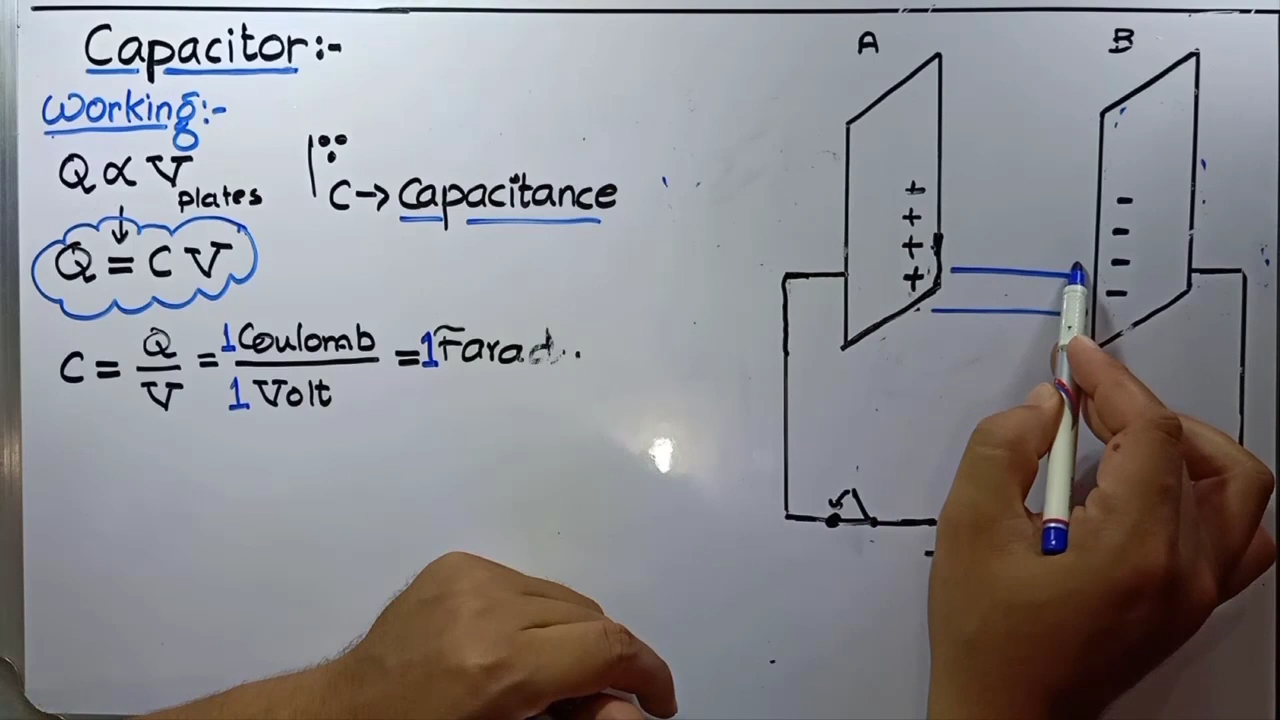 Capacitor:-
Working:-
Q ∝ V plates
Q = C V
C → Capacitance
C = Q/V = 1 Coulomb/1 Volt = 1 Farad.
A
B
+
+
+
+
-
-
-
-